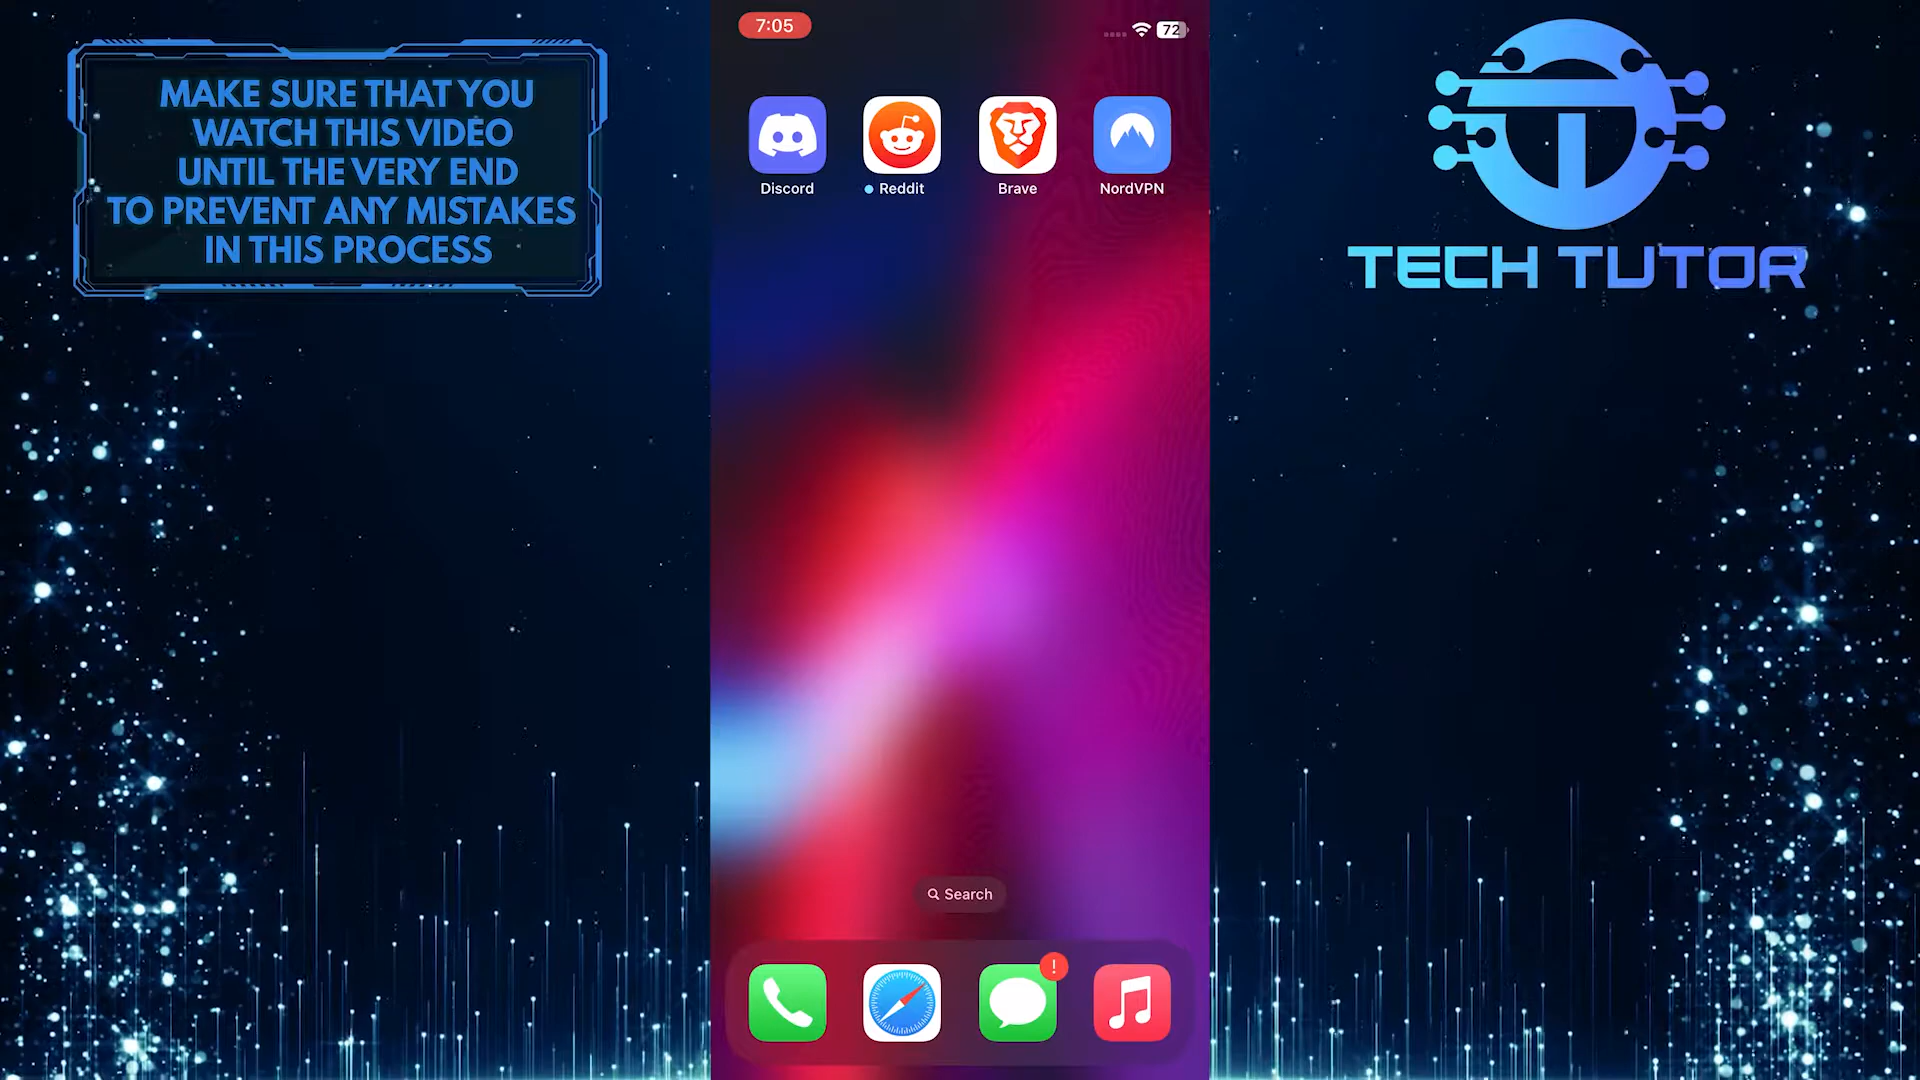 MAKE SURE THAT YOU
WATCH THIS VIDEO
UNTIL THE VERY END
TO PREVENT ANY MISTAKES
IN THIS PROCESS
7:05
72
Discord
Reddit
Brave
NordVPN
Search
!
TECH TUTOR